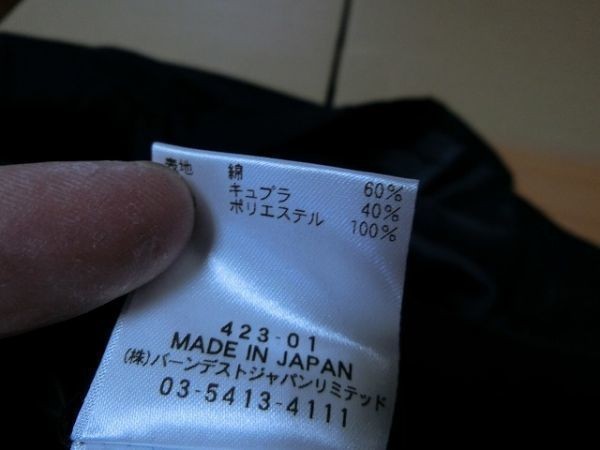 表地 綿 60%
キュプラ 40%
ポリエステル 100%
423-01
MADE IN JAPAN
(株)バーンデストジャパンリミテッド
03-5413-4111